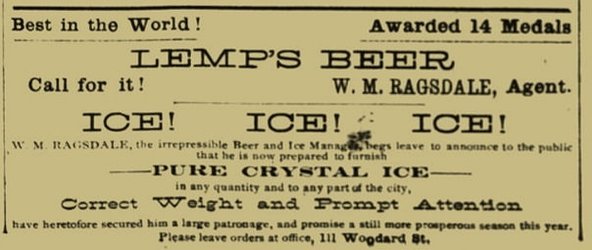 Best in the World! Awarded 14 Medals
LEMP'S BEER
Call for it! W. M. RAGSDALE, Agent.
ICE! ICE! ICE!
W. M. RAGSDALE, the irrepressible Beer and Ice Manager, begs leave to announce to the public
that he is now prepared to furnish
—PURE CRYSTAL ICE—
in any quantity and to any part of the city,
Correct Weight and Prompt Attention
have heretofore secured him a large patronage, and promise a still more prosperous season this year.
Please leave orders at office, 111 Woodard St.